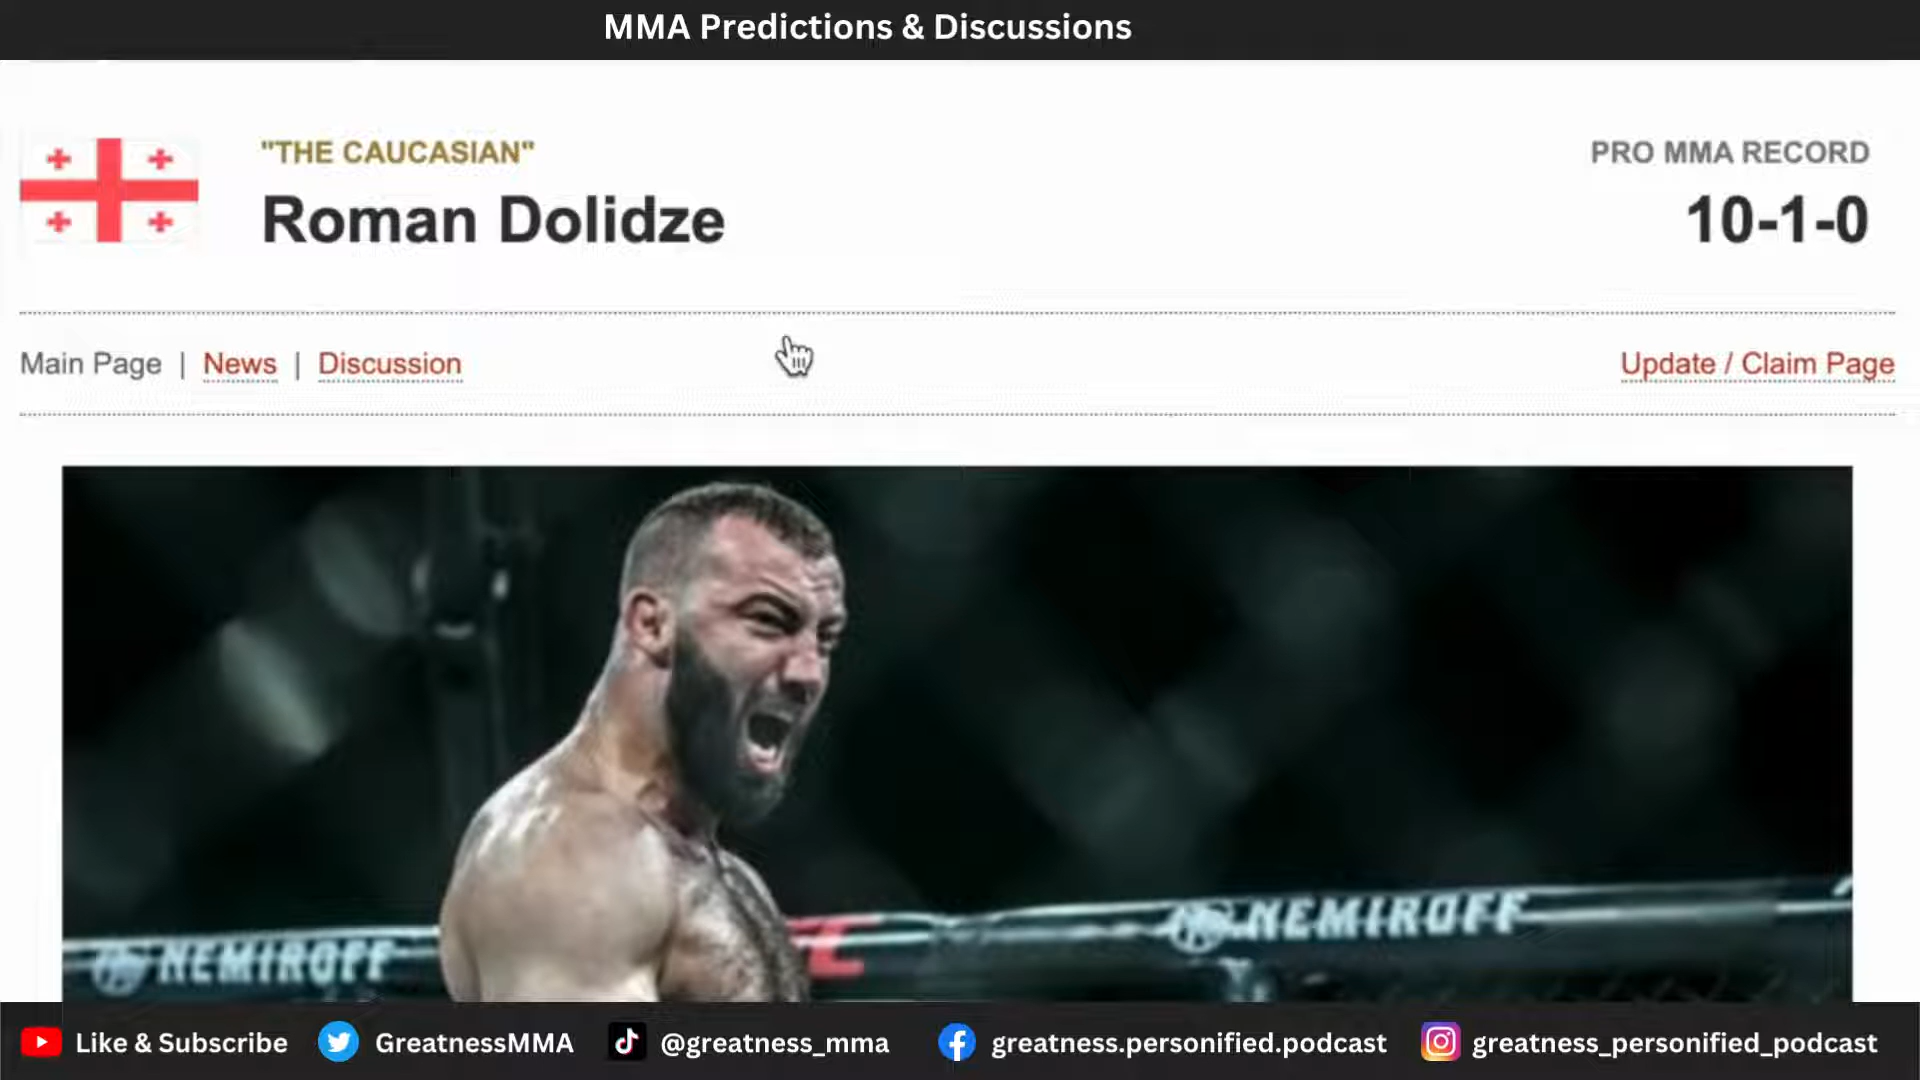 MMA Predictions & Discussions
"THE CAUCASIAN"
PRO MMA RECORD
Roman Dolidze
10-1-0
Main Page | News | Discussion
Update / Claim Page
NEMIROFF
NEMIROFF
Like & Subscribe
GreatnessMMA
@greatness_mma
greatness.personified.podcast
greatness_personified_podcast